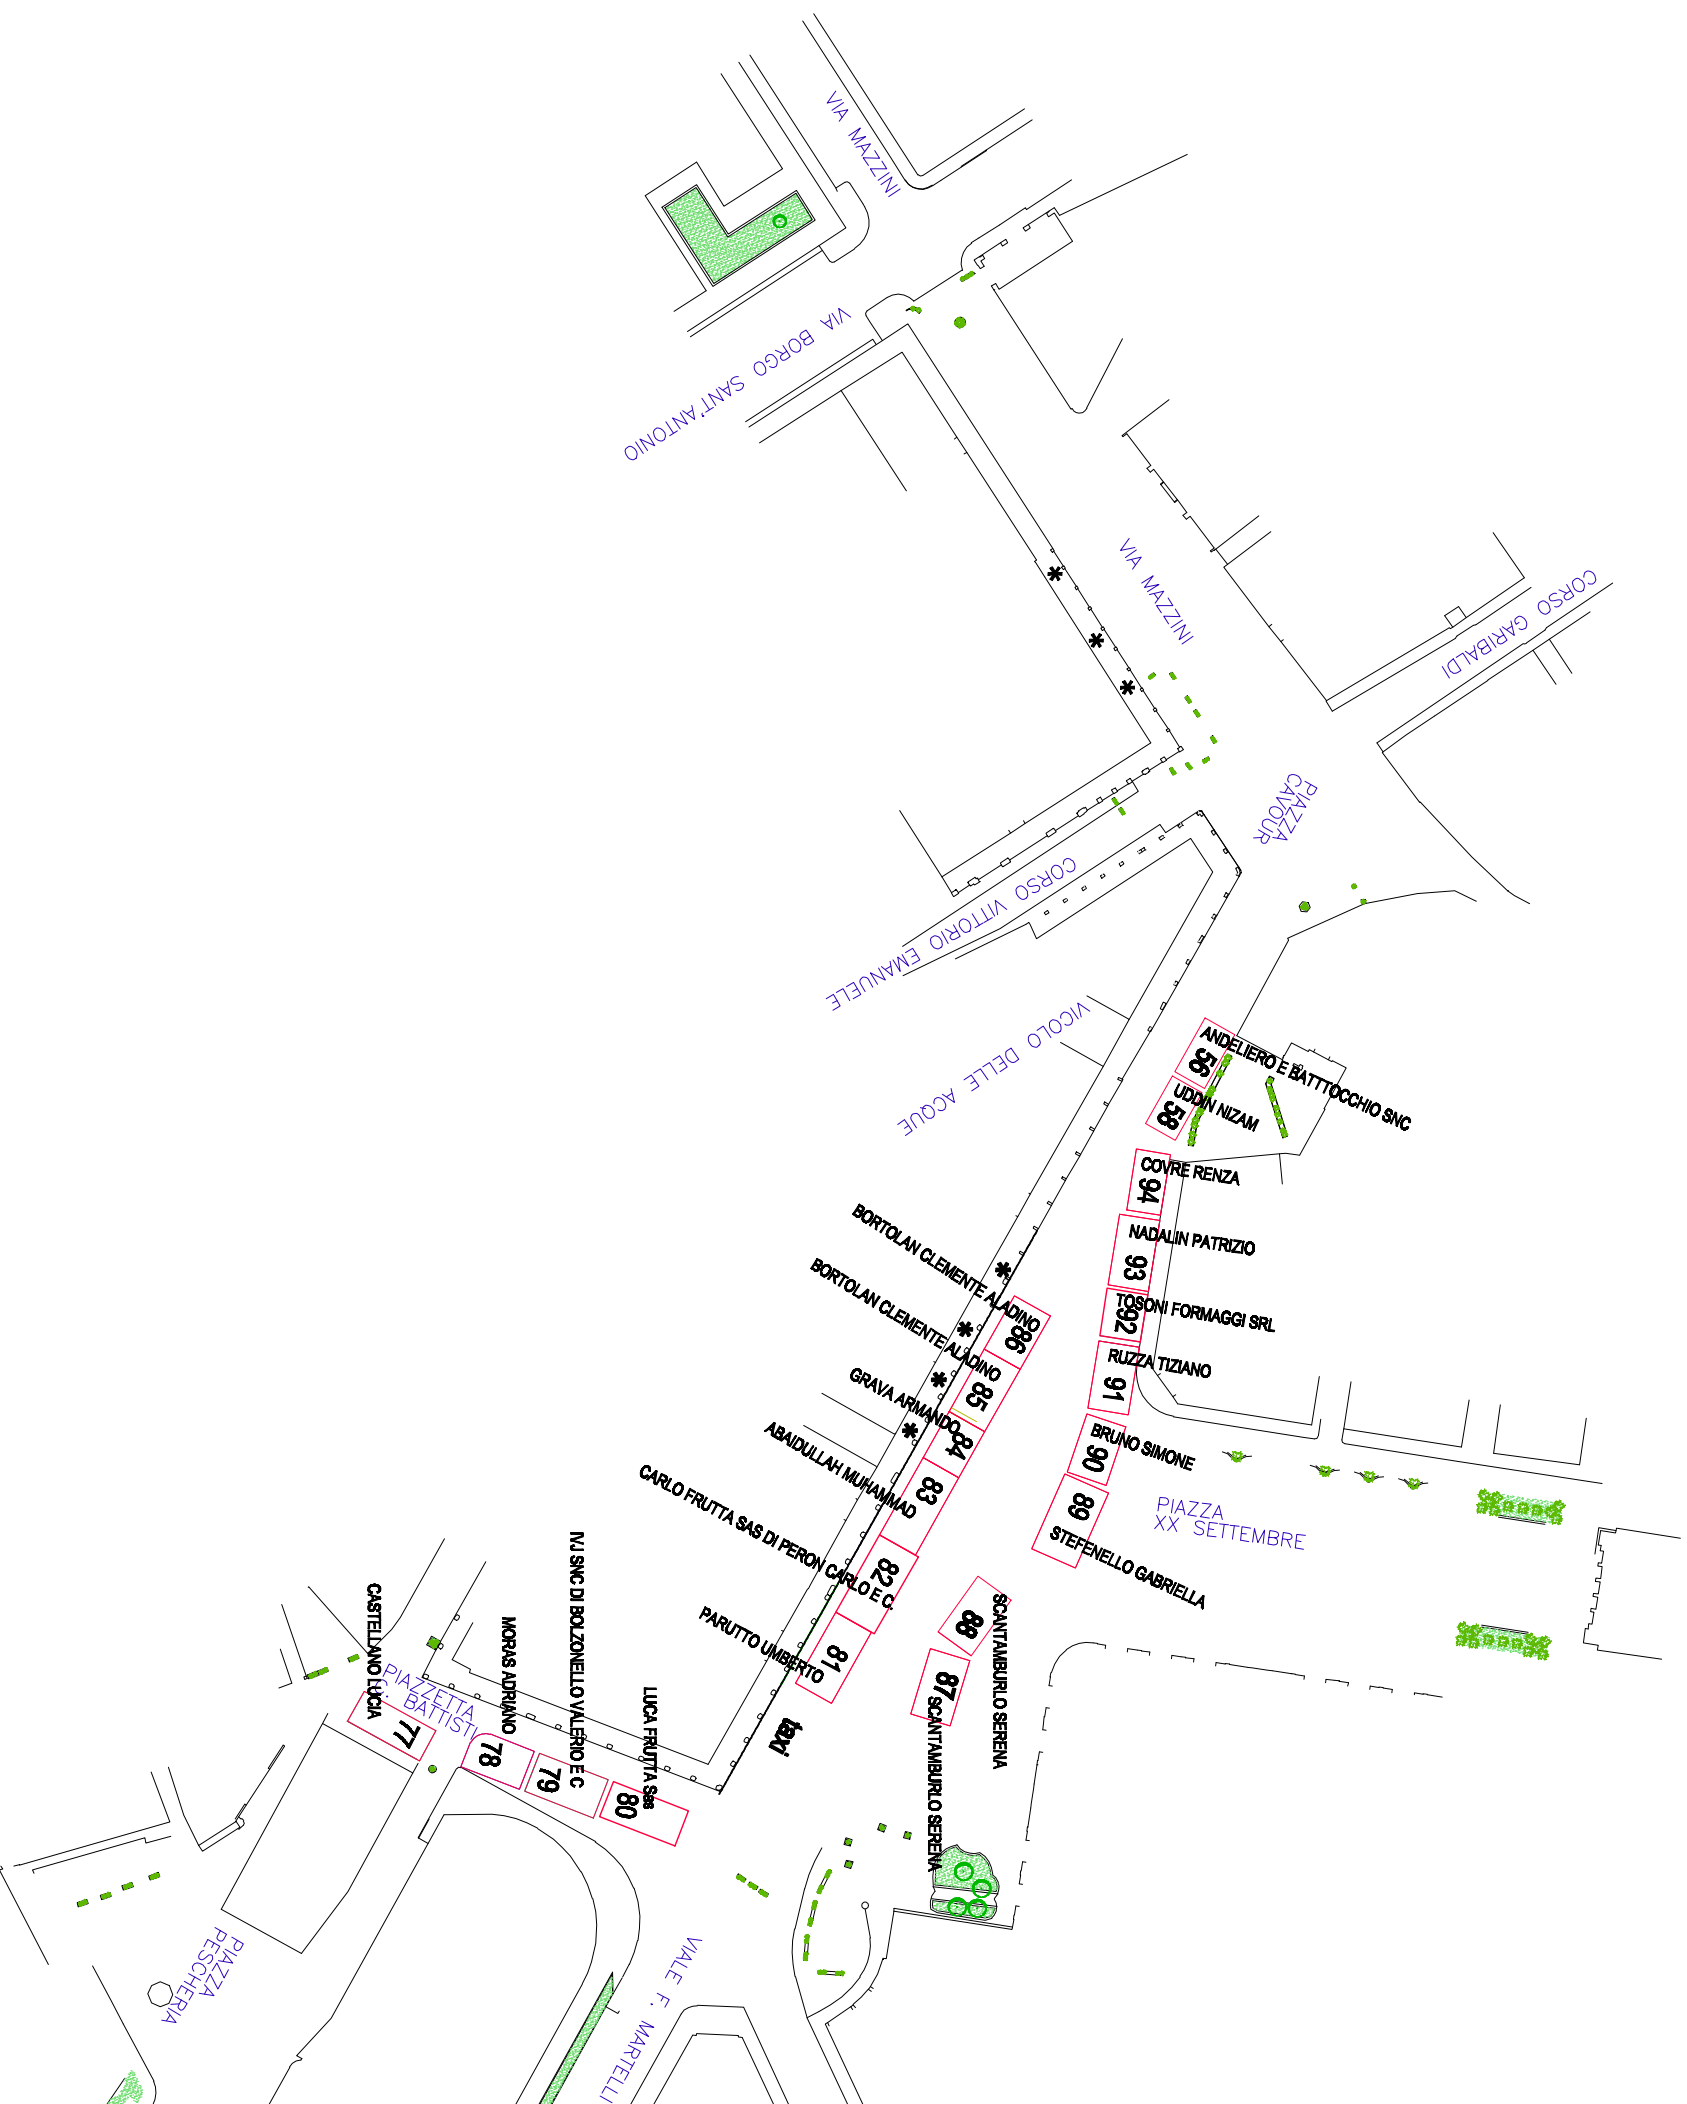 VIA MAZZINI
VIA BORGO SANT'ANTONIO
VIA MAZZINI
CORSO GARIBALDI
PIAZZA
CAVOUR
CORSO VITTORIO EMANUELE
VICOLO DELLE ACQUE
ANDELIERO E BATTTOCCHIO SNC
56
UDDIN NIZAM
58
COVRE RENZA
94
NADALIN PATRIZIO
93
TOSONI FORMAGGI SRL
92
RUZZA TIZIANO
91
BRUNO SIMONE
90
89
STEFENELLO GABRIELLA
PIAZZA
XX SETTEMBRE
BORTOLAN CLEMENTE ALADINO
86
BORTOLAN CLEMENTE ALADINO
85
GRAVA ARMANDO
84
ABAIDULLAH MUHAMMAD
83
CARLO FRUTTA SAS DI PERON CARLO E C.
82
PARUTTO UMBERTO
81
SCANTAMBURLO SERENA
88
SCANTAMBURLO SERENA
87
taxi
CASTELLANO LUCIA
77
PIAZZETTA
C. BATTISTI
MORAS ADRIANO
78
IVJ SNC DI BOLZONELLO VALERIO E C
79
LUCA FRUTTA Sas
80
PIAZZA
PESCHERIA
VIALE F. MARTELLI